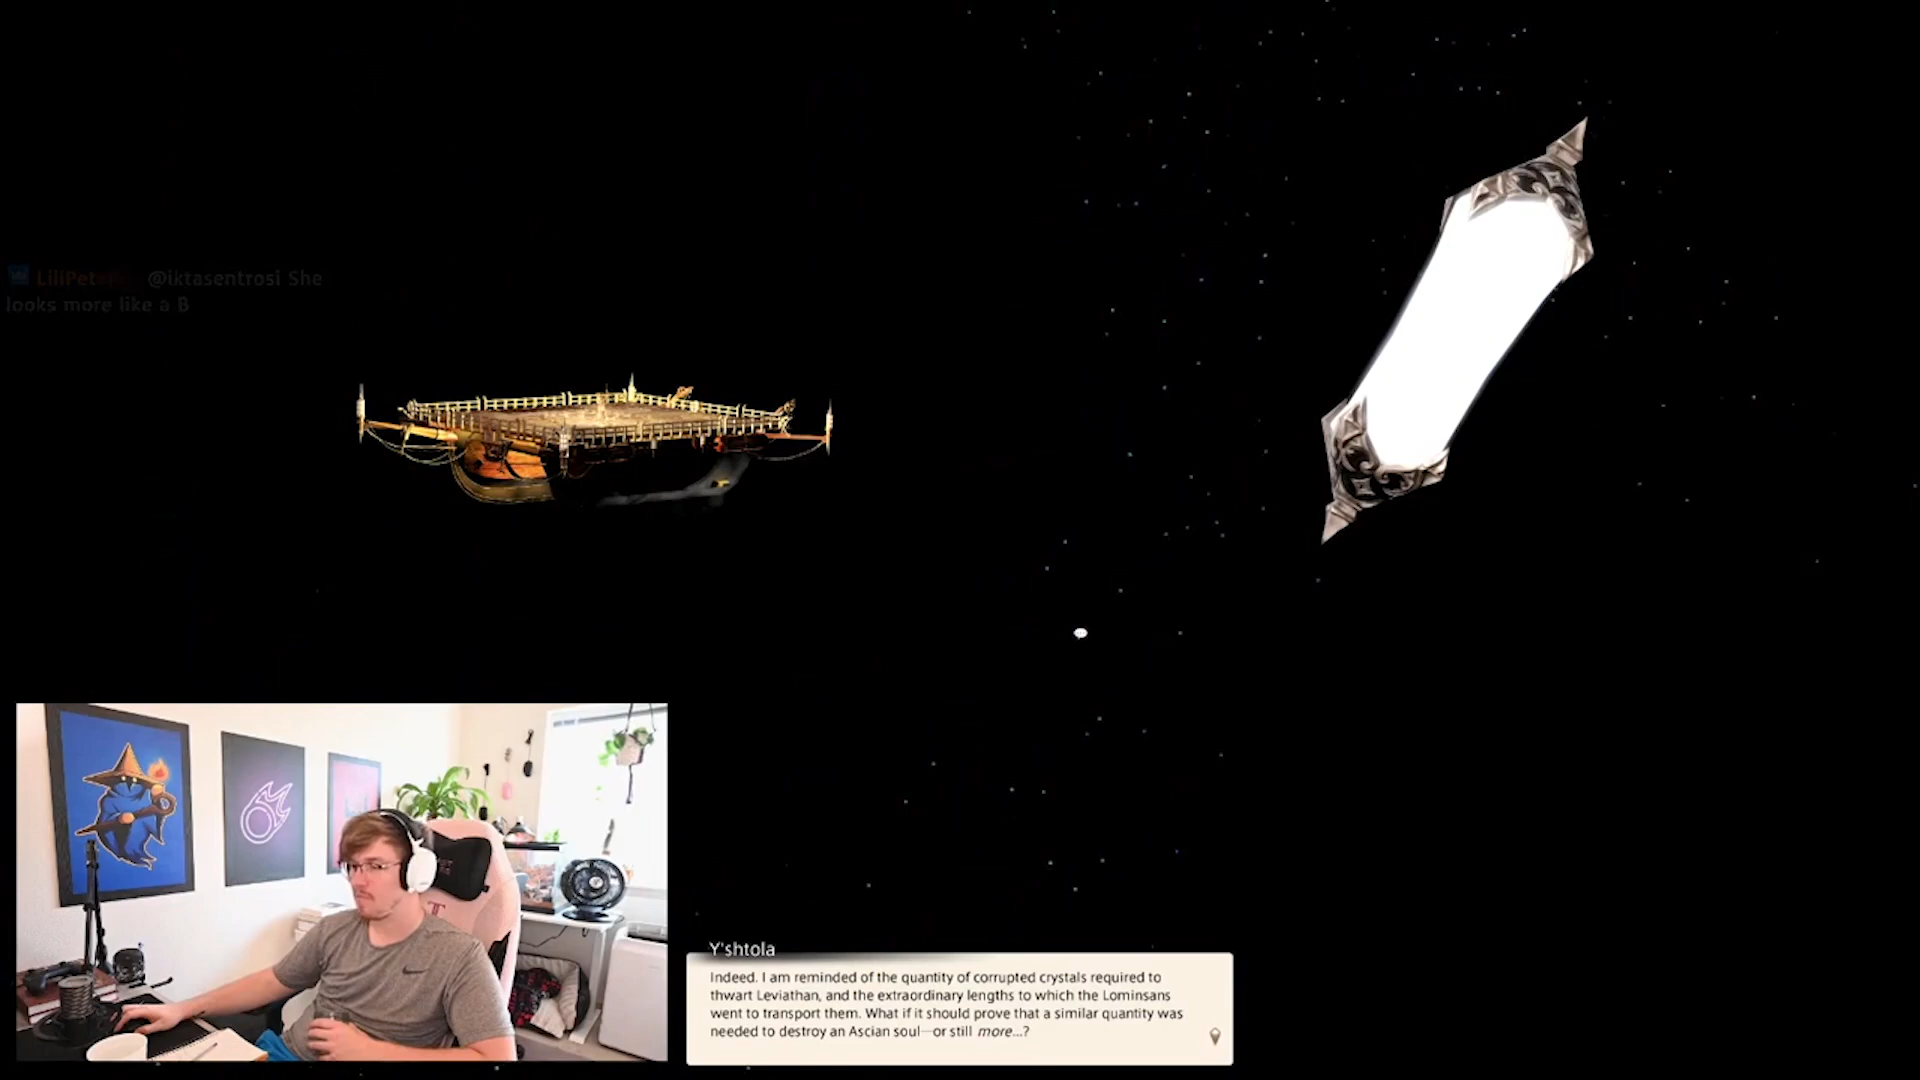 @iktasentrosi She
looks more like a B
Y'shtola
Indeed. I am reminded of the quantity of corrupted crystals required to
thwart Leviathan, and the extraordinary lengths to which the Lominsans
went to transport them. What if it should prove that a similar quantity was
needed to destroy an Ascian soul—or still more...?